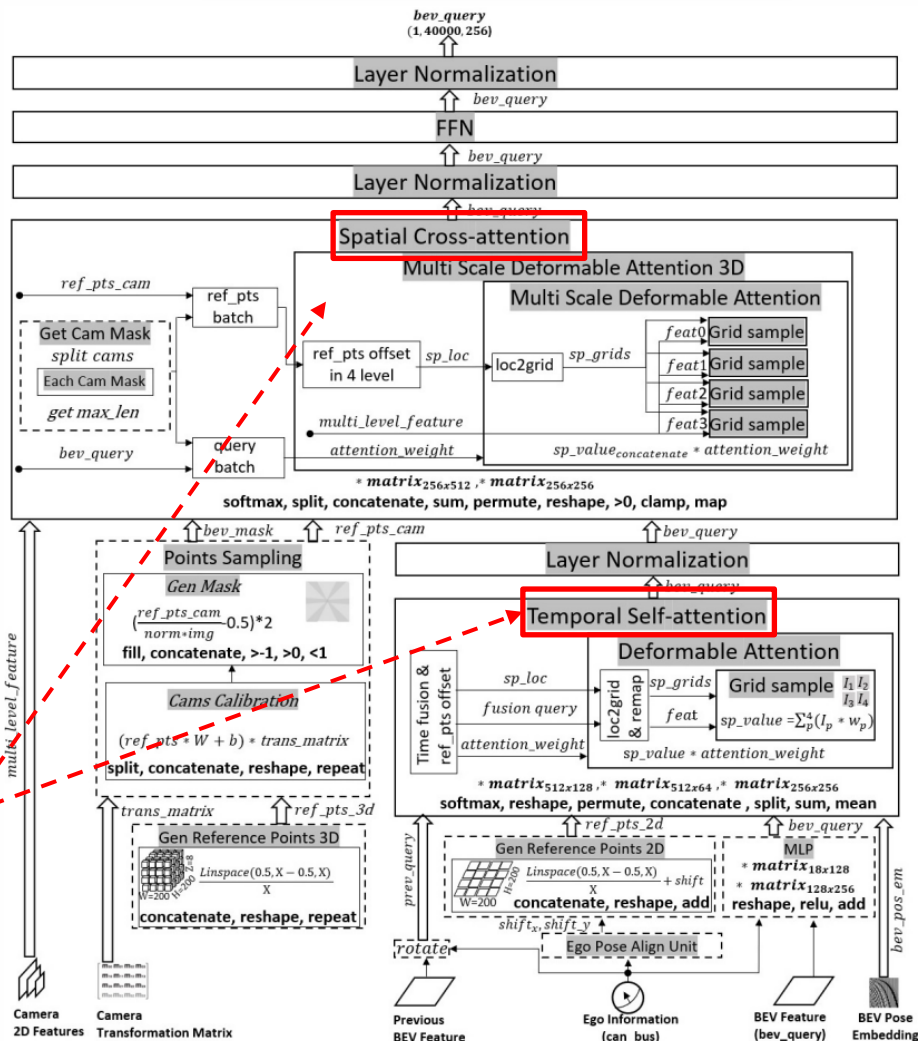 bev_query
(1, 40000, 256)
Layer Normalization
bev_query
FFN
bev_query
Layer Normalization
bev_query
Spatial Cross-attention
Multi Scale Deformable Attention 3D
Multi Scale Deformable Attention
ref_pts_cam
ref_pts
batch
Get Cam Mask
split cams
Each Cam Mask
get max_len
ref_pts offset
in 4 level
sp_loc
loc2grid
sp_grids
feat0
Grid sample
feat1
Grid sample
feat2
Grid sample
feat3
Grid sample
multi_level_feature
bev_query
query
batch
attention_weight
sp_value_concatenate * attention_weight
* matrix_256x512 , * matrix_256x256
softmax, split, concatenate, sum, permute, reshape, >0, clamp, map
bev_mask
ref_pts_cam
bev_query
Points Sampling
Layer Normalization
Gen Mask
bev_query
(ref_pts_cam/norm*img-0.5)*2
fill, concatenate, >-1, >0, <1
Temporal Self-attention
Deformable Attention
Cams Calibration
(ref_pts * W + b) * trans_matrix
split, concatenate, reshape, repeat
Time fusion &
ref_pts offset
sp_loc
fusion query
attention_weight
loc2grid
& remap
sp_grids
feat
Grid sample
I1 I2
I3 I4
sp_value =∑_p^4(I_p * w_p)
sp_value * attention_weight
* matrix_512x128 , * matrix_512x64 , * matrix_256x256
softmax, reshape, permute, concatenate , split, sum, mean
multi_level_feature
trans_matrix
ref_pts_3d
prev_query
ref_pts_2d
bev_query
bev_pos_em
Gen Reference Points 3D
Z=8
H=200
W=200
Linspace(0.5, X − 0.5, X)
X
concatenate, reshape, repeat
Gen Reference Points 2D
H=200
W=200
Linspace(0.5, X − 0.5, X)
X
+ shift
concatenate, reshape, add
MLP
* matrix_18x128
* matrix_128x256
reshape, relu, add
shift_x, shift_y
rotate
Ego Pose Align Unit
Camera
2D Features
Camera
Transformation Matrix
Previous
BEV Feature
Ego Information
(can_bus)
BEV Feature
(bev_query)
BEV Pose
Embedding